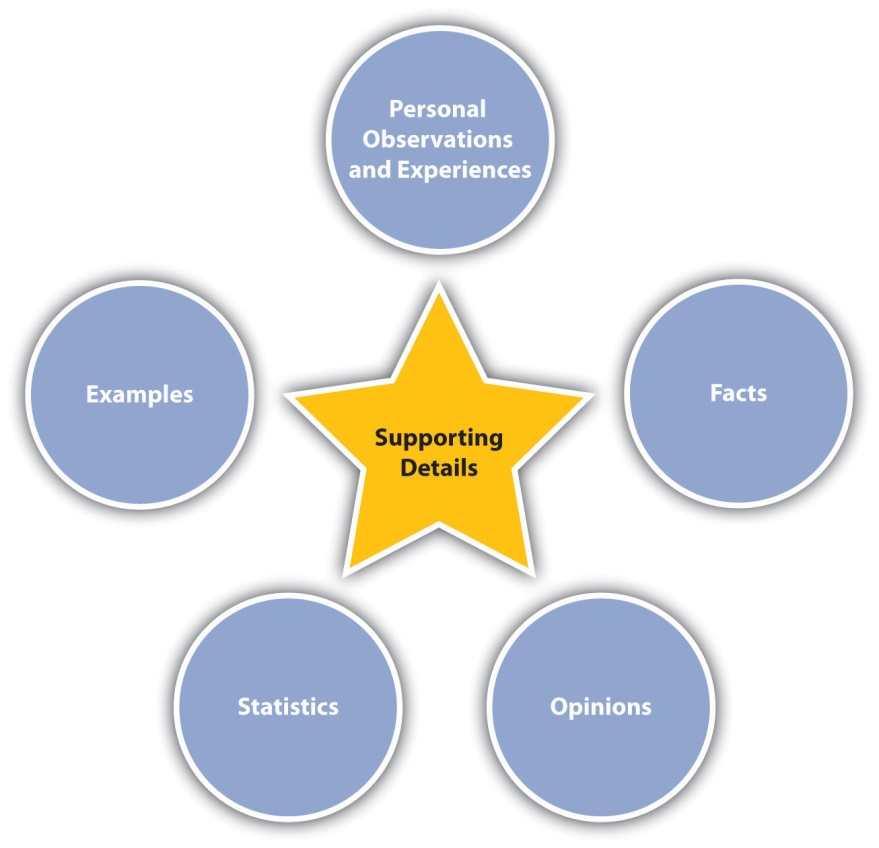 Personal
Observations
and Experiences
Examples
Facts
Supporting
Details
Statistics
Opinions